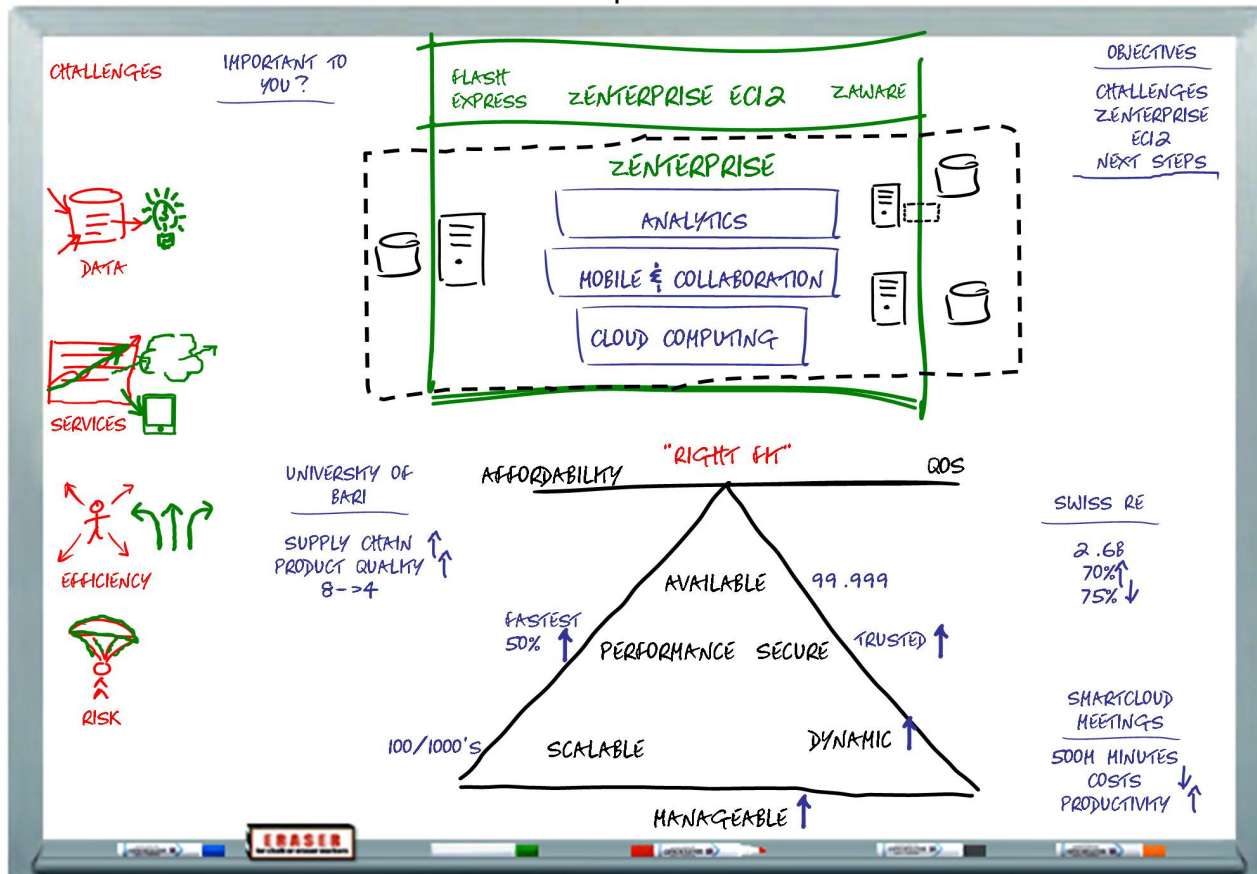 CHALLENGES
IMPORTANT TO
YOU?
FLASH
EXPRESS
ZENTERPRISE EC12
ZAWARE
OBJECTIVES
CHALLENGES
ZENTERPRISE
EC12
NEXT STEPS
ZENTERPRISE
ANALYTICS
MOBILE & COLLABORATION
CLOUD COMPUTING
DATA
SERVICES
EFFICIENCY
RISK
UNIVERSITY OF
BARI
SUPPLY CHAIN ↑
PRODUCT QUALITY ↑
8->4
AFFORDABILITY
"RIGHT FIT"
QOS
AVAILABLE
99.999
FASTEST
50% ↑
PERFORMANCE SECURE
TRUSTED ↑
100/1000'S
SCALABLE
DYNAMIC ↑
MANAGEABLE ↑
SWISS RE
2.6B
70%↑
75%↓
SMARTCLOUD
MEETINGS
500M MINUTES
COSTS ↓
PRODUCTIVITY ↑
ERASER